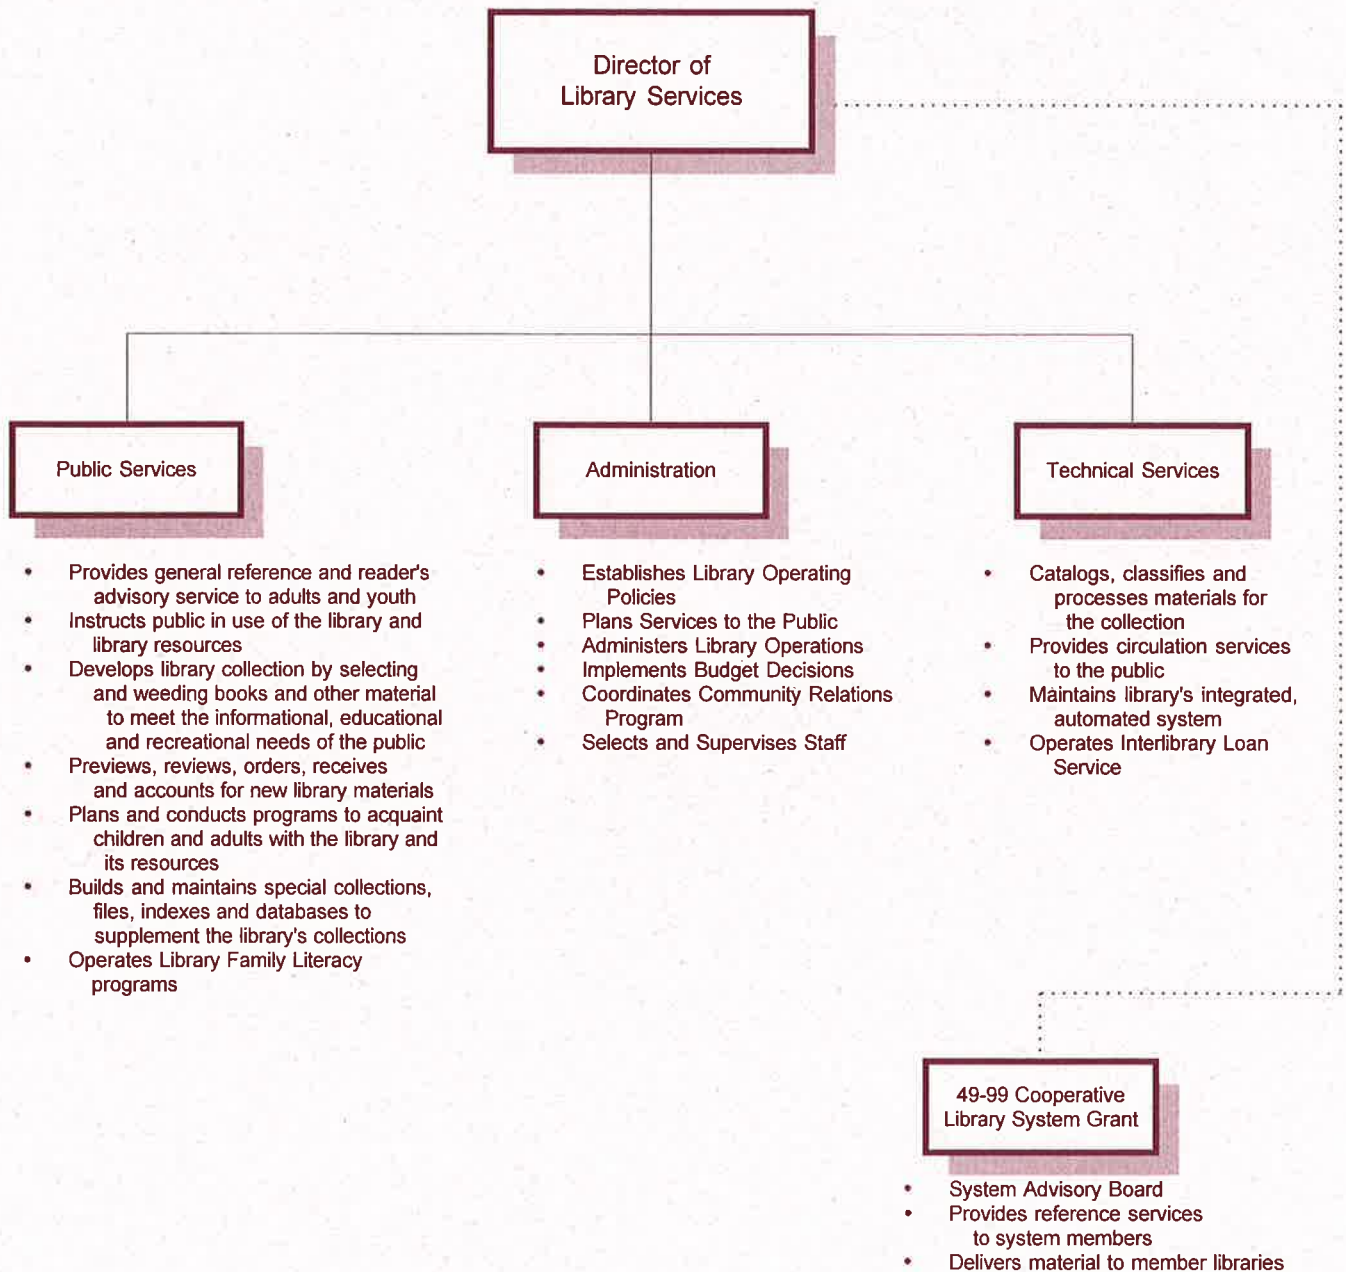 Director of
Library Services
Public Services
• Provides general reference and reader's
advisory service to adults and youth
• Instructs public in use of the library and
library resources
• Develops library collection by selecting
and weeding books and other material
to meet the informational, educational
and recreational needs of the public
• Previews, reviews, orders, receives
and accounts for new library materials
• Plans and conducts programs to acquaint
children and adults with the library and
its resources
• Builds and maintains special collections,
files, indexes and databases to
supplement the library's collections
• Operates Library Family Literacy
programs
Administration
• Establishes Library Operating
Policies
• Plans Services to the Public
• Administers Library Operations
• Implements Budget Decisions
• Coordinates Community Relations
Program
• Selects and Supervises Staff
Technical Services
• Catalogs, classifies and
processes materials for
the collection
• Provides circulation services
to the public
• Maintains library's integrated,
automated system
• Operates Interlibrary Loan
Service
49-99 Cooperative
Library System Grant
• System Advisory Board
• Provides reference services
to system members
• Delivers material to member libraries